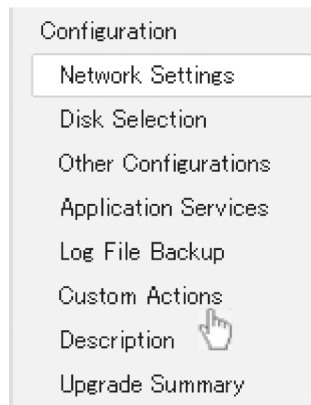 Configuration
Network Settings
Disk Selection
Other Configurations
Application Services
Log File Backup
Custom Actions
Description
Upgrade Summary